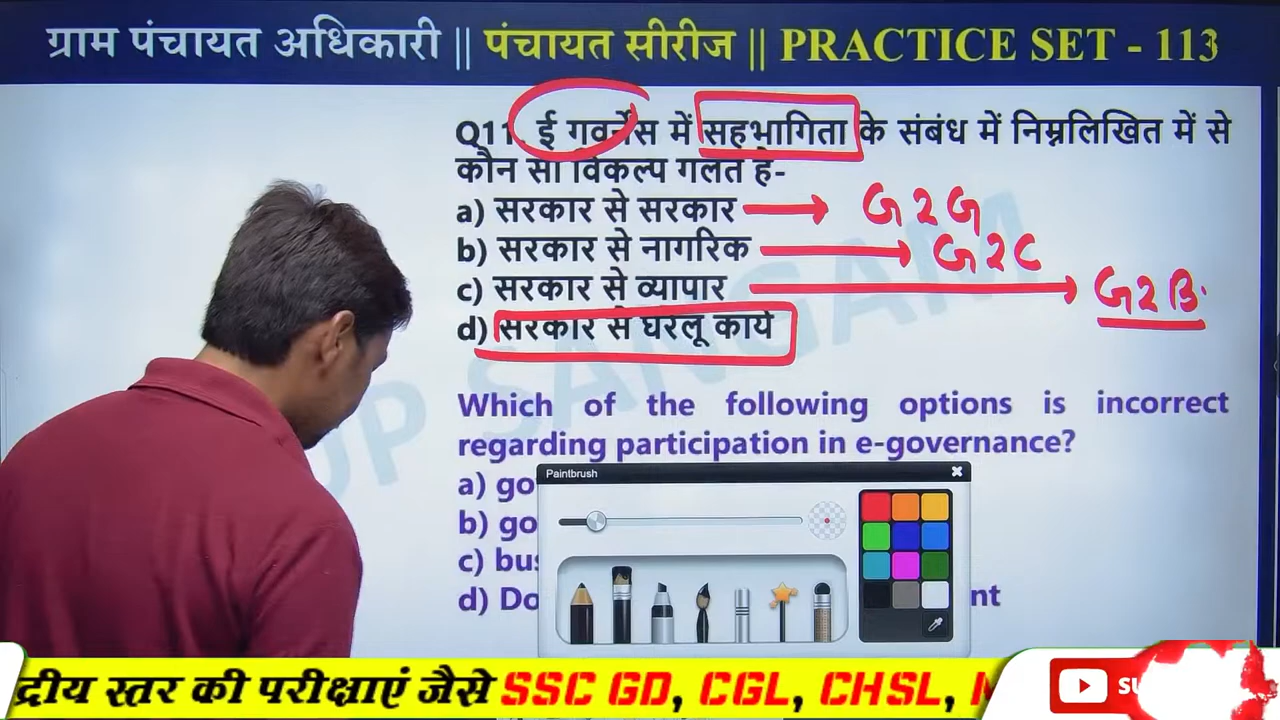 ग्राम पंचायत अधिकारी || पंचायत सीरीज || PRACTICE SET - 113
Q11. ई गवर्नेंस में सहभागिता के संबंध में निम्नलिखित में से
कौन सा विकल्प गलत है-
a) सरकार से सरकार → G2G
b) सरकार से नागरिक → G2C
c) सरकार से व्यापार → G2B
d) सरकार से घरेलू कार्य
UP SANGAM
Which of the following options is incorrect
regarding participation in e-governance?
Paintbrush
a) go
b) go
c) bus
d) Do nt
द्रीय स्तर की परीक्षाएं जैसे SSC GD, CGL, CHSL,